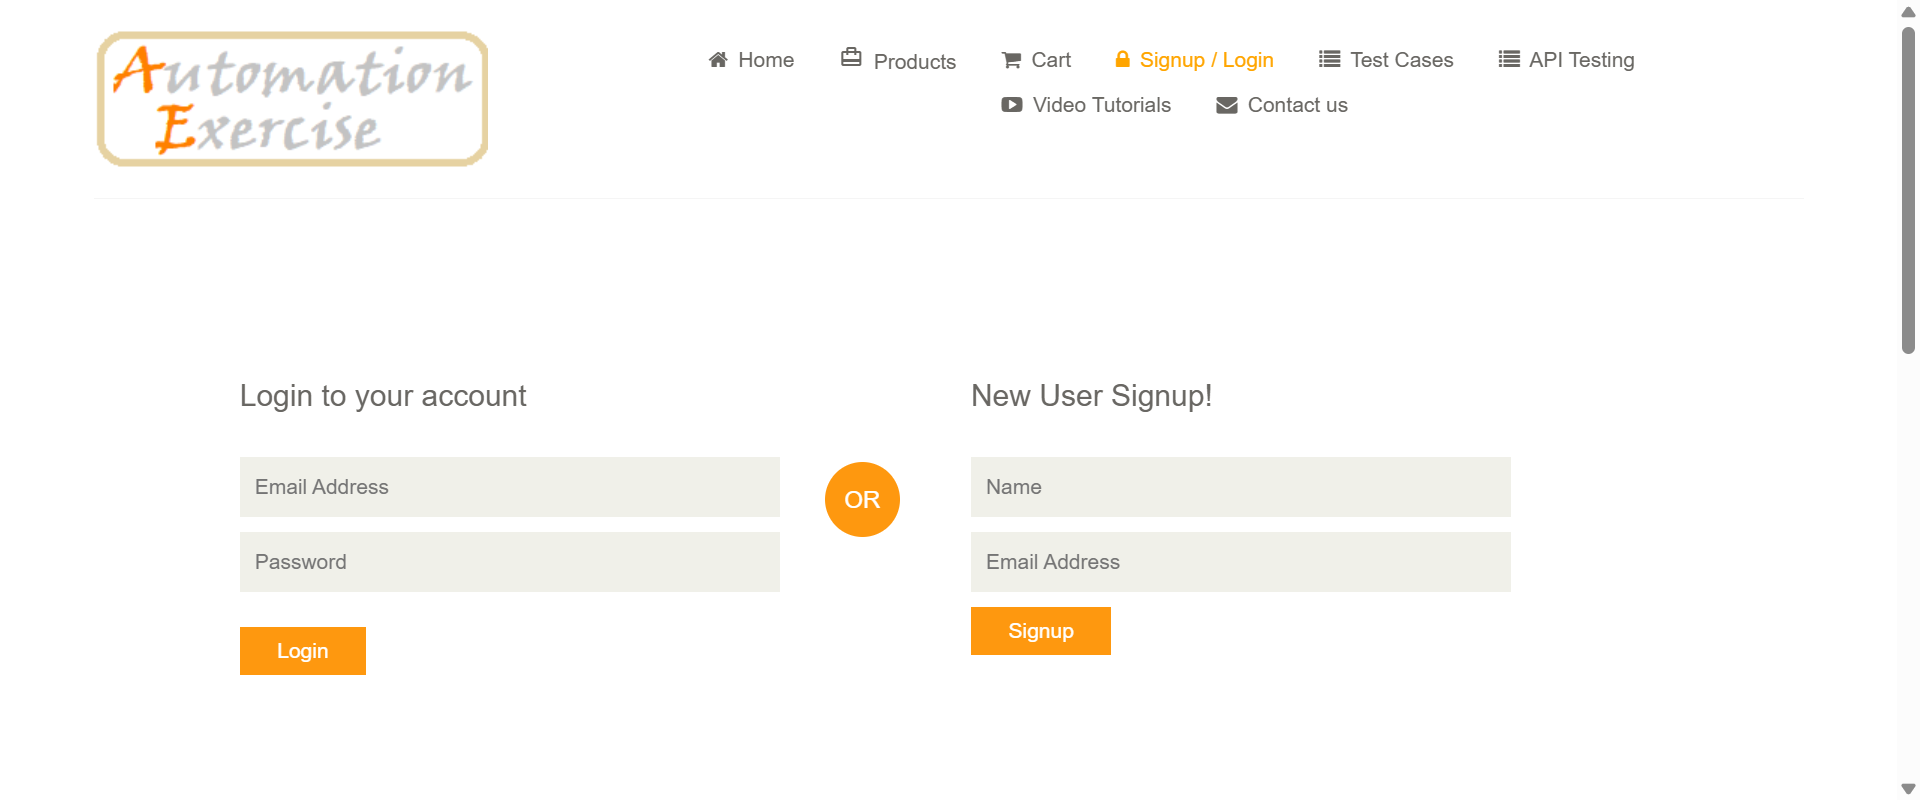 Automation
Exercise
Home Products Cart Signup / Login Test Cases API Testing
Video Tutorials Contact us
Login to your account
Email Address
Password
Login
OR
New User Signup!
Name
Email Address
Signup